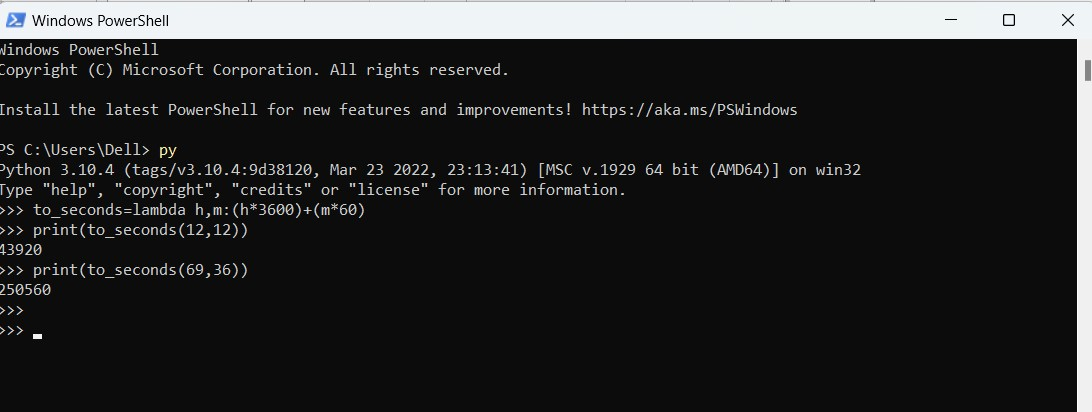 Windows PowerShell
Windows PowerShell
Copyright (C) Microsoft Corporation. All rights reserved.
Install the latest PowerShell for new features and improvements! https://aka.ms/PSWindows
PS C:\Users\Dell> py
Python 3.10.4 (tags/v3.10.4:9d38120, Mar 23 2022, 23:13:41) [MSC v.1929 64 bit (AMD64)] on win32
Type "help", "copyright", "credits" or "license" for more information.
>>> to_seconds=lambda h,m:(h*3600)+(m*60)
>>> print(to_seconds(12,12))
43920
>>> print(to_seconds(69,36))
250560
>>>
>>>